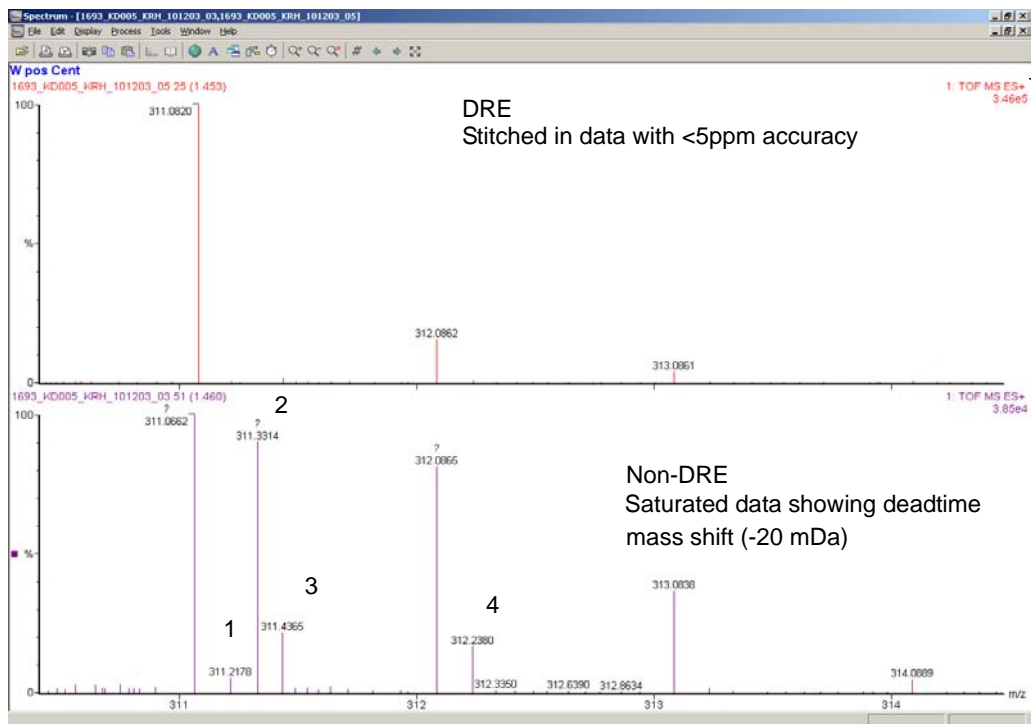 Spectrum - [1693_KD005_KRH_101203_03,1693_KD005_KRH_101203_05]
File Edit Display Process Tools Window Help
W pos Cent
1693_KD005_KRH_101203_05 25 (1.453)
1: TOF MS ES+
3.46e5
100
311.0820
DRE
Stitched in data with <5ppm accuracy
%
312.0862
313.0861
0
1693_KD005_KRH_101203_03 51 (1.460)
1: TOF MS ES+
3.85e4
2
100
?
311.0662
?
311.3314
?
312.0865
Non-DRE
Saturated data showing deadtime
mass shift (-20 mDa)
%
3
313.0838
1
311.4365
4
312.2380
311.2178
312.3350
312.6390
312.8634
314.0889
0
311
312
313
314
m/z